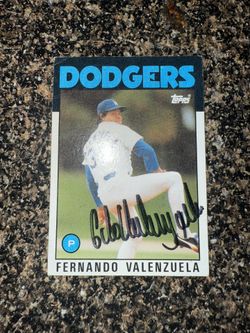 DODGERS
topps
P
FERNANDO VALENZUELA